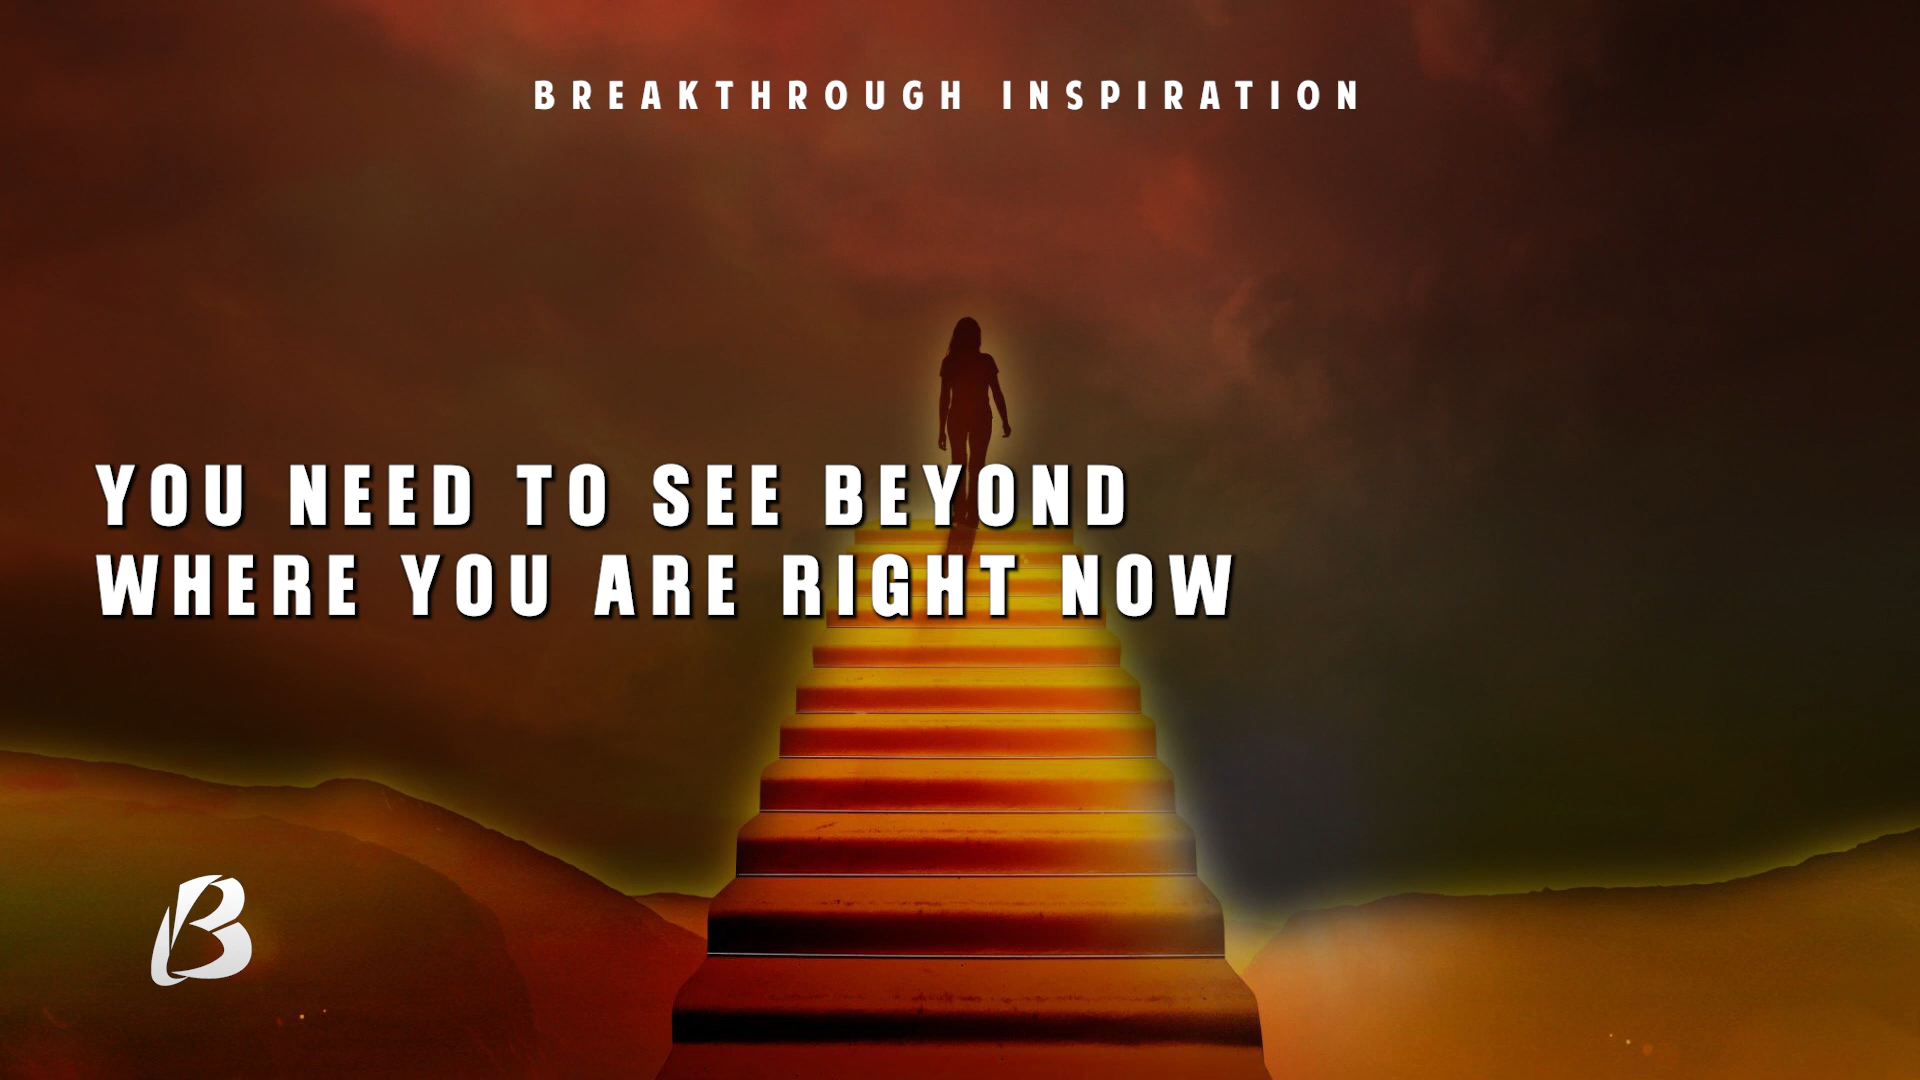 BREAKTHROUGH INSPIRATION
YOU NEED TO SEE BEYOND
WHERE YOU ARE RIGHT NOW
B